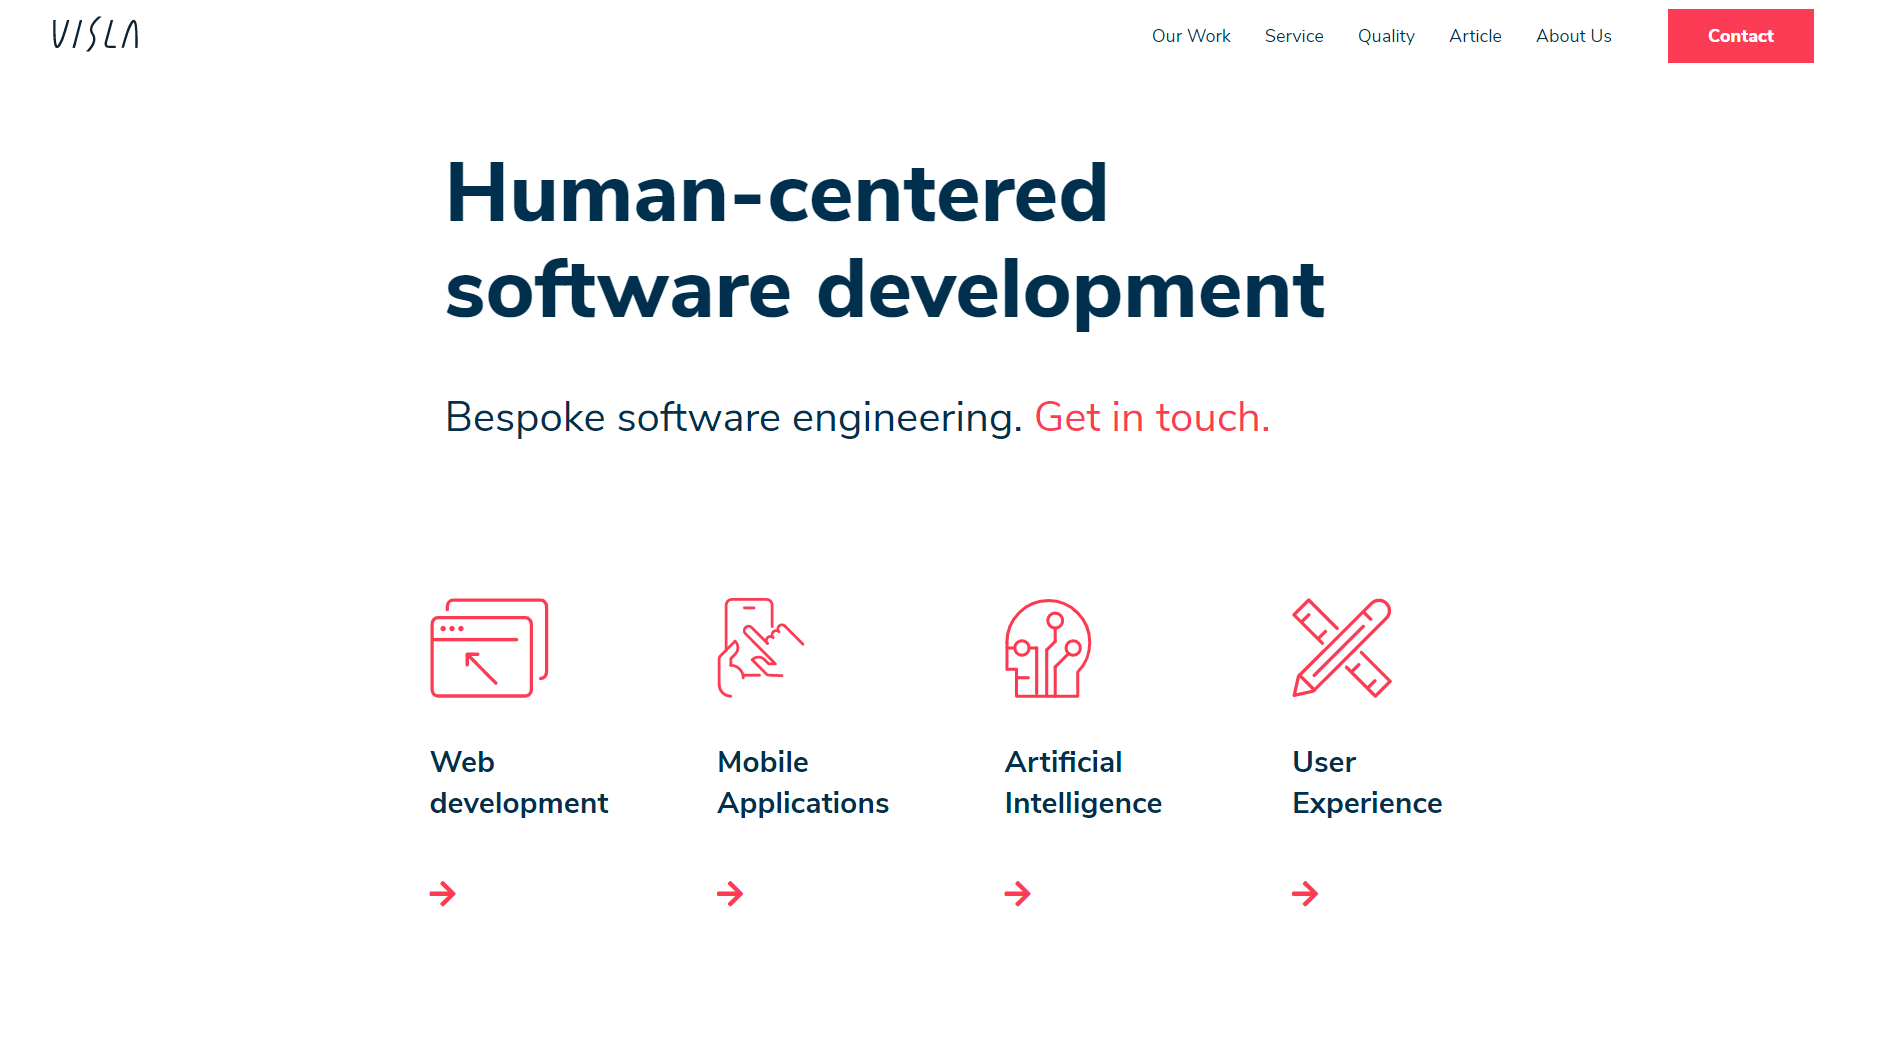 VISLA
Our Work
Service
Quality
Article
About Us
Contact
Human-centered
software development
Bespoke software engineering. Get in touch.
Web
development
Mobile
Applications
Artificial
Intelligence
User
Experience